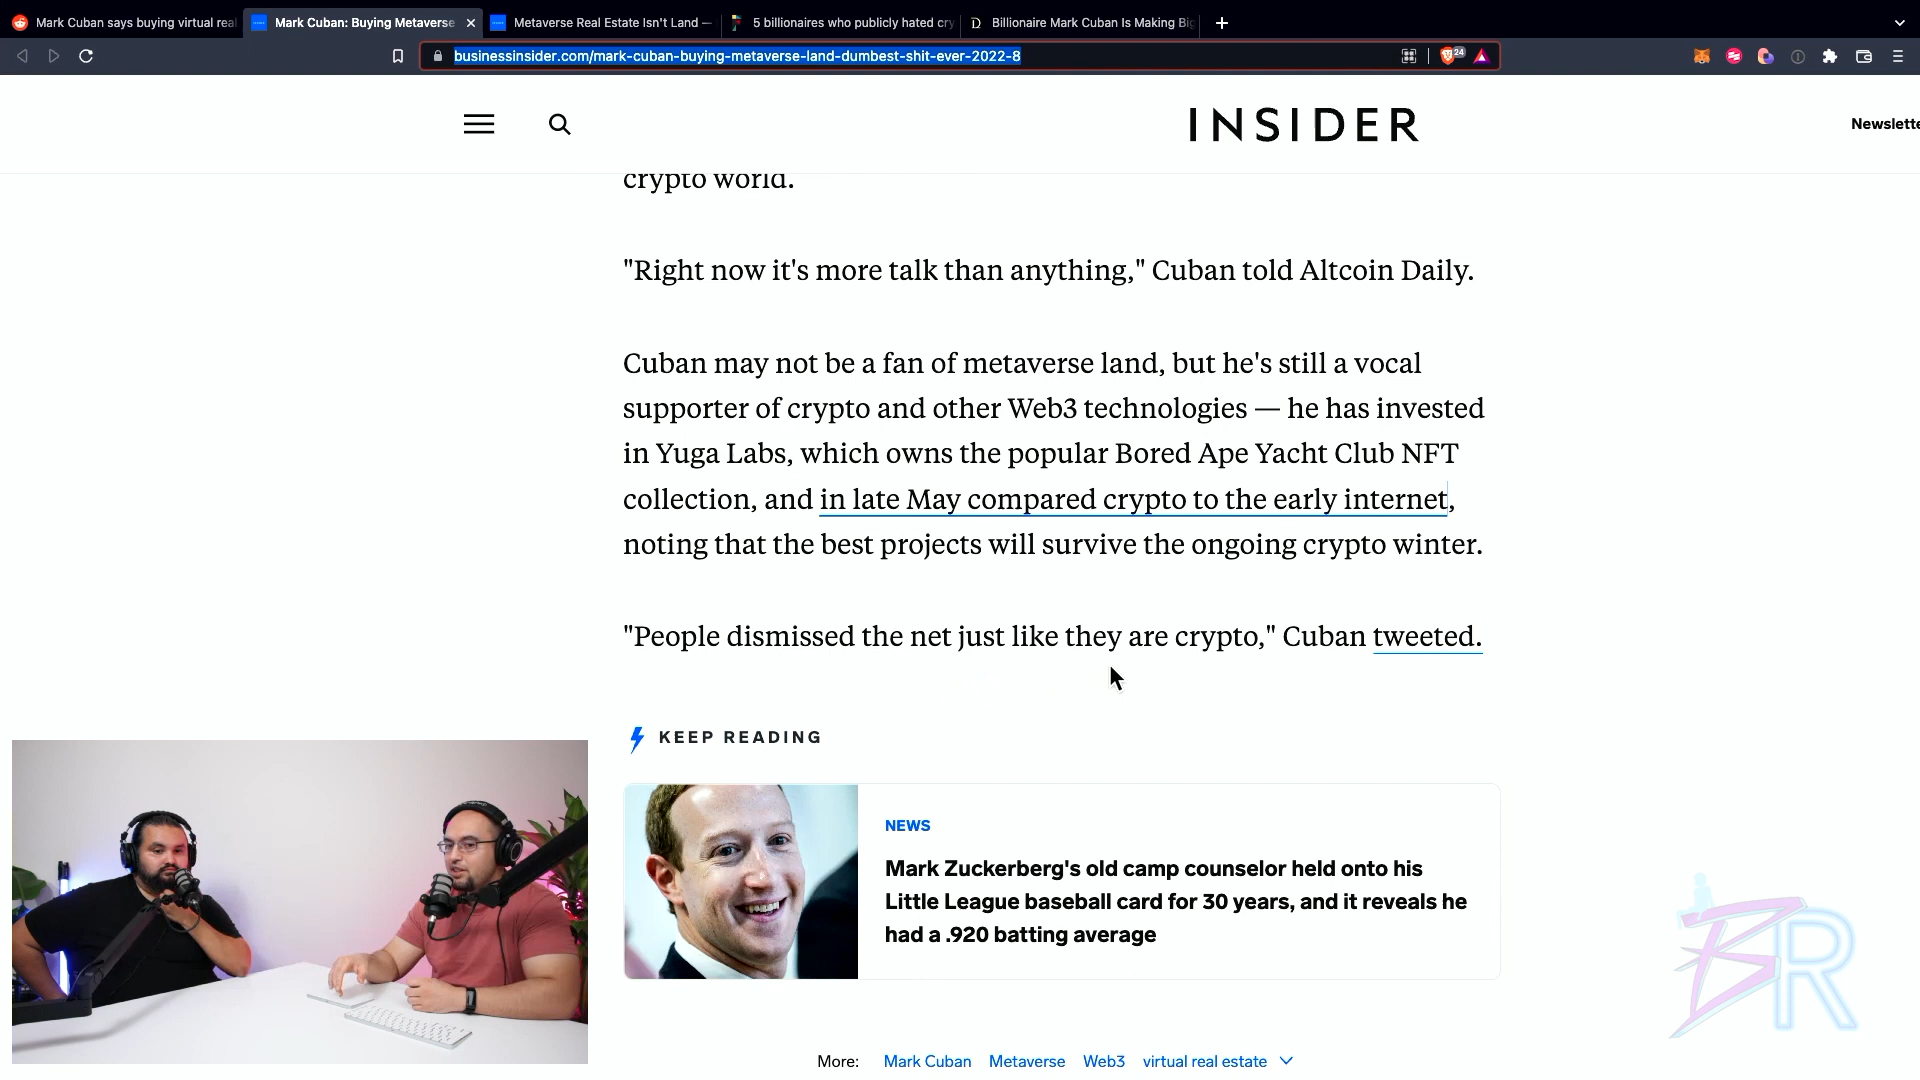 Mark Cuban says buying virtual real
Mark Cuban: Buying Metaverse
Metaverse Real Estate Isn't Land —
5 billionaires who publicly hated cry
Billionaire Mark Cuban Is Making Big
businessinsider.com/mark-cuban-buying-metaverse-land-dumbest-shit-ever-2022-8
24
INSIDER
Newslette
crypto world.
"Right now it's more talk than anything," Cuban told Altcoin Daily.
Cuban may not be a fan of metaverse land, but he's still a vocal
supporter of crypto and other Web3 technologies — he has invested
in Yuga Labs, which owns the popular Bored Ape Yacht Club NFT
collection, and in late May compared crypto to the early internet,
noting that the best projects will survive the ongoing crypto winter.
"People dismissed the net just like they are crypto," Cuban tweeted.
KEEP READING
NEWS
Mark Zuckerberg's old camp counselor held onto his
Little League baseball card for 30 years, and it reveals he
had a .920 batting average
BR
More: Mark Cuban Metaverse Web3 virtual real estate